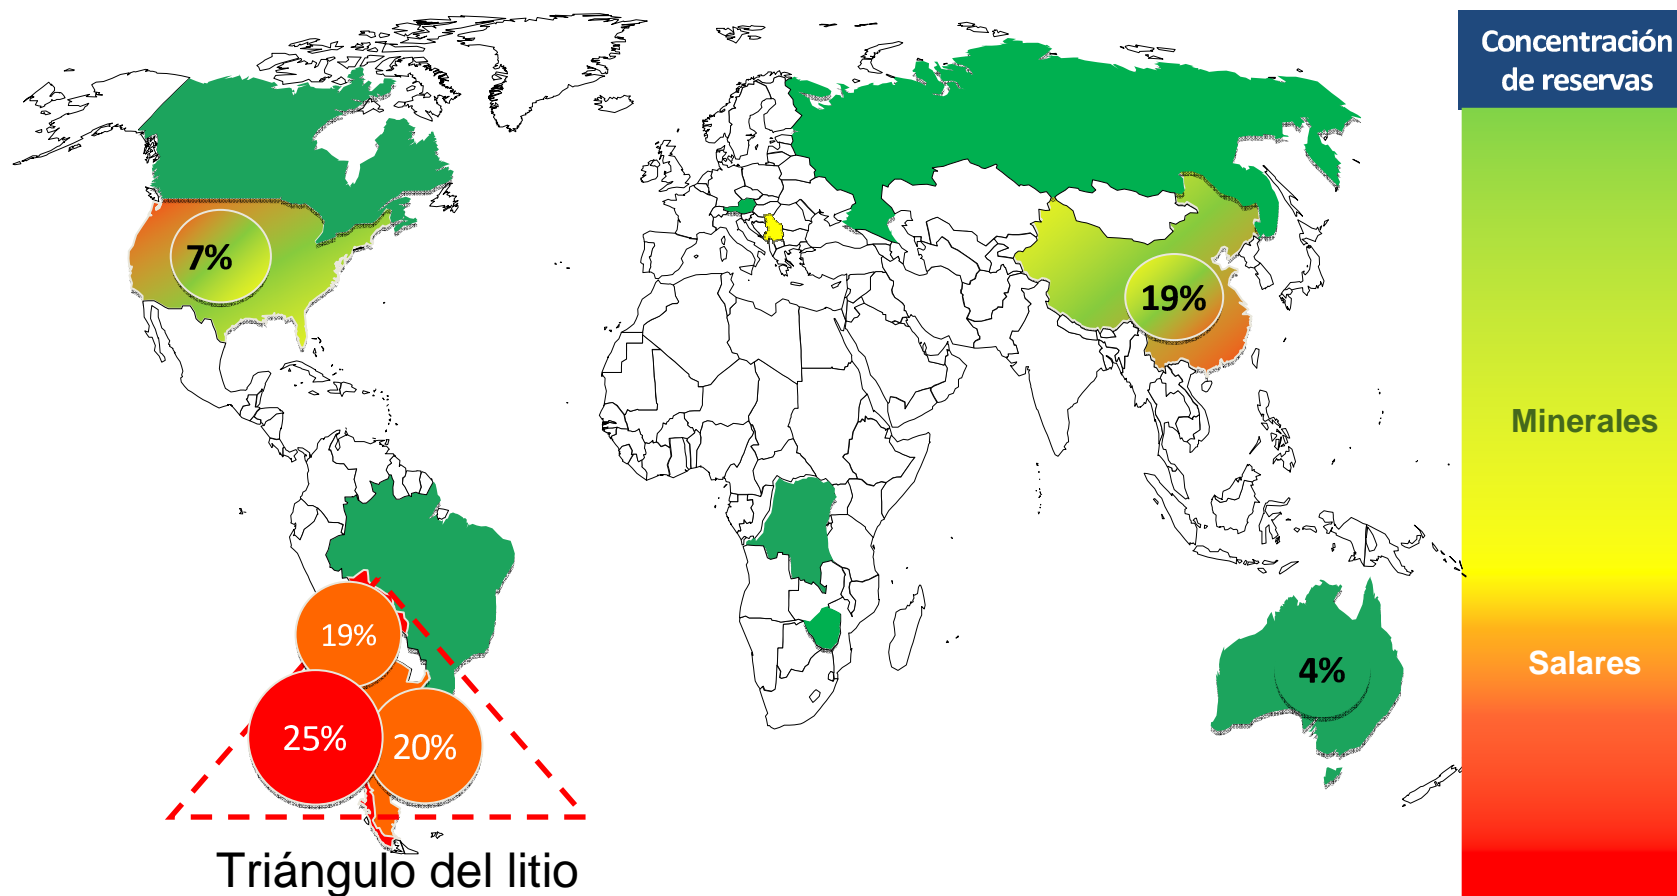 Concentración
de reservas
7%
19%
Minerales
19%
Salares
4%
25%
20%
Triángulo del litio